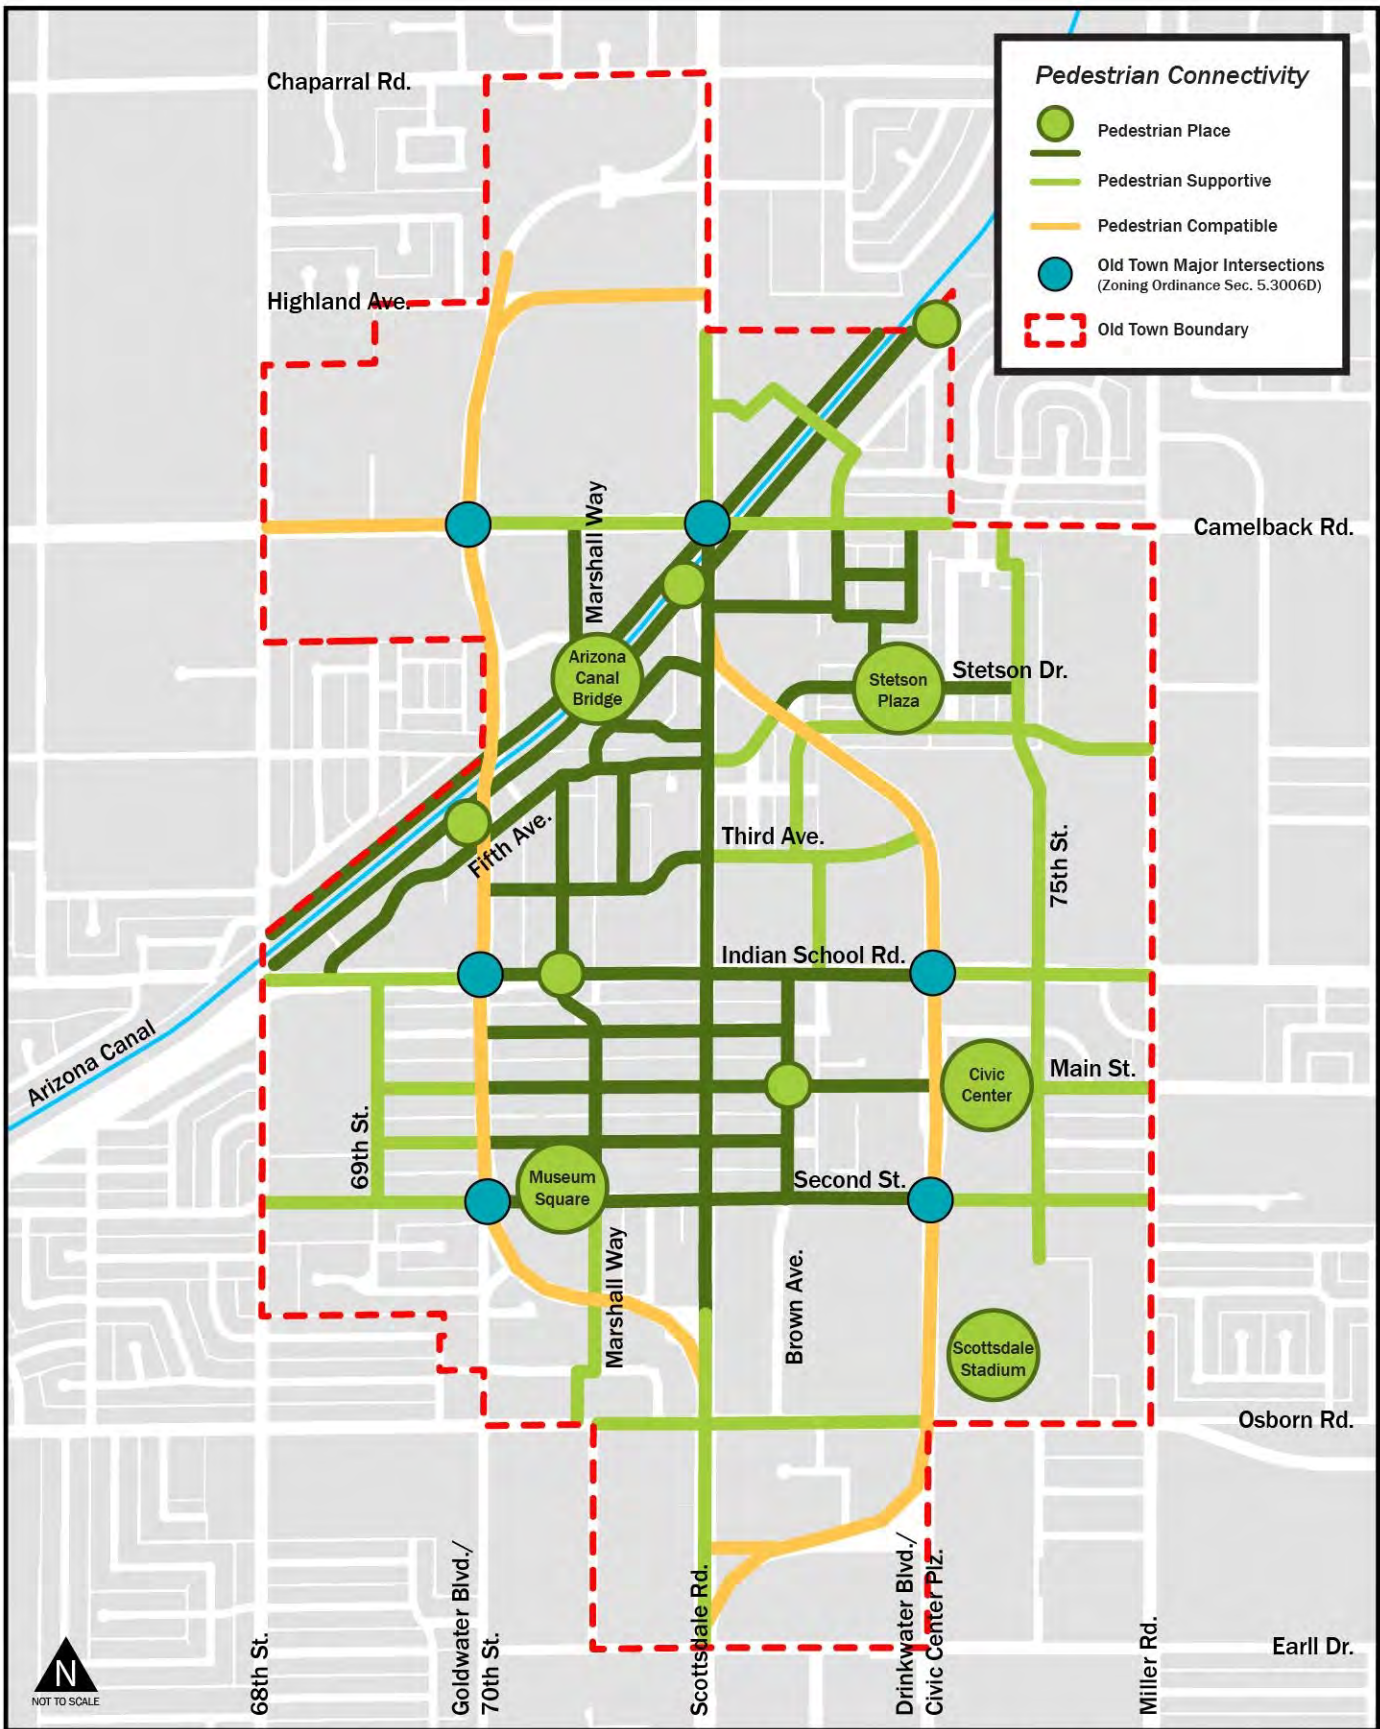 Pedestrian Connectivity
Pedestrian Place
Pedestrian Supportive
Pedestrian Compatible
Old Town Major Intersections
(Zoning Ordinance Sec. 5.3006D)
Old Town Boundary
Chaparral Rd.
Highland Ave.
Marshall Way
Camelback Rd.
Arizona
Canal
Bridge
Stetson
Plaza
Stetson Dr.
Fifth Ave.
Third Ave.
75th St.
Indian School Rd.
Arizona Canal
Civic
Center
Main St.
69th St.
Museum
Square
Second St.
Marshall Way
Brown Ave.
Scottsdale
Stadium
Osborn Rd.
68th St.
Goldwater Blvd./
70th St.
Scottsdale Rd.
Drinkwater Blvd./
Civic Center Plz.
Miller Rd.
Earll Dr.
N
NOT TO SCALE